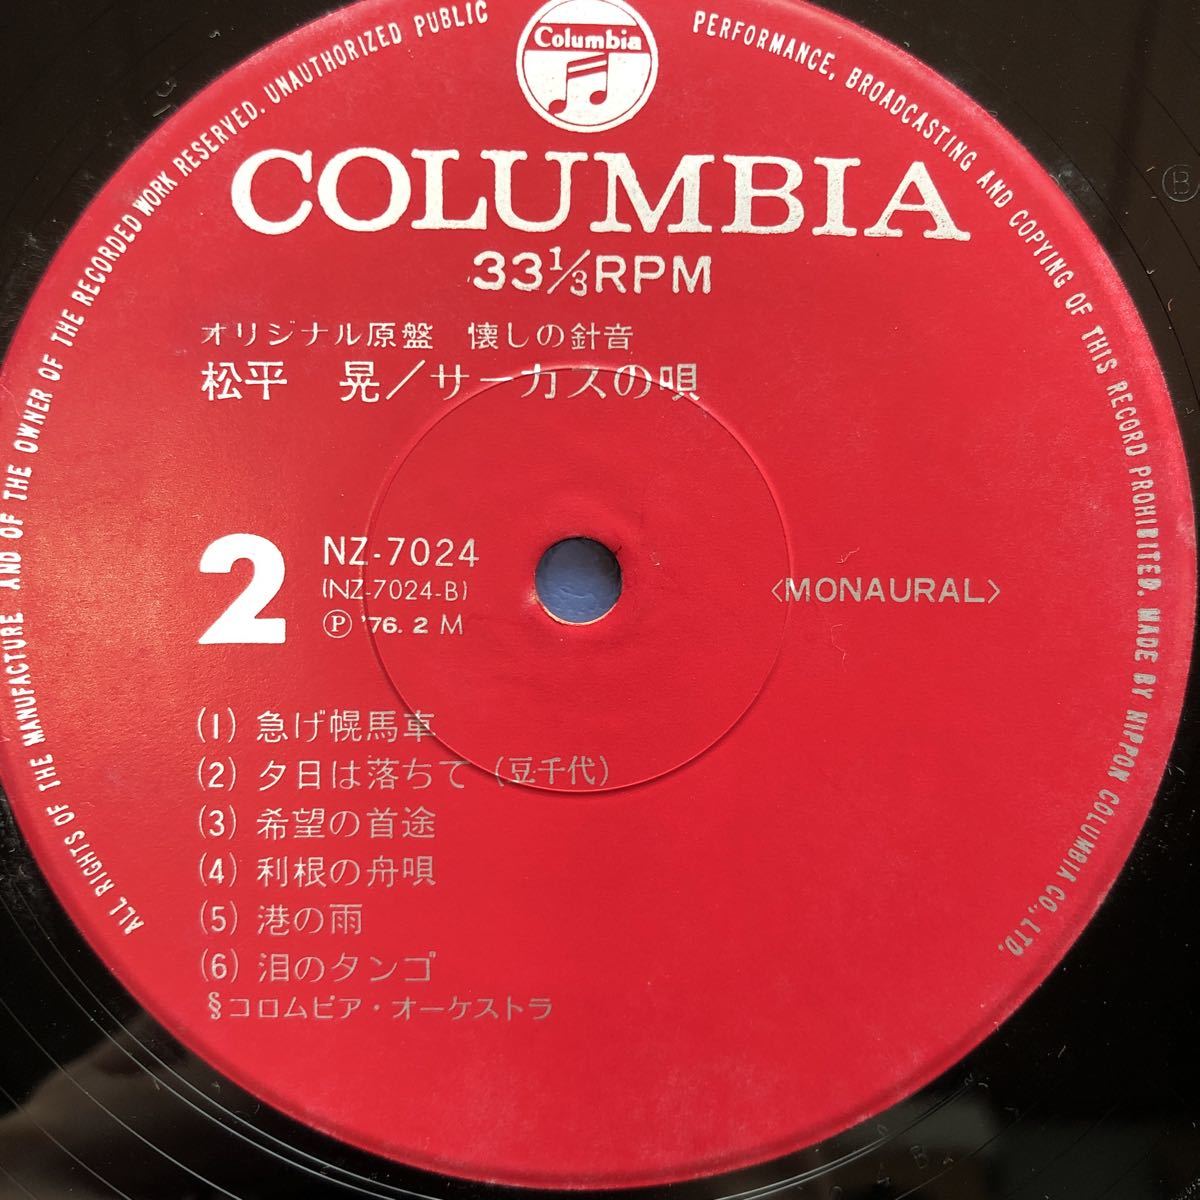 Columbia
COLUMBIA
33⅓RPM
オリジナル原盤 懐しの針音
松平 晃／サーカスの唄
2
NZ-7024
(NZ-7024-B)
Ⓟ '76. 2 M
〈MONAURAL〉
(1) 急げ幌馬車
(2) 夕日は落ちて (豆千代)
(3) 希望の首途
(4) 利根の舟唄
(5) 港の雨
(6) 泪のタンゴ
§コロムビア・オーケストラ
ALL RIGHTS OF THE MANUFACTURE AND OF THE OWNER OF THE RECORDED WORK RESERVED. UNAUTHORIZED PUBLIC PERFORMANCE, BROADCASTING AND COPYING OF THIS RECORD PROHIBITED. MADE BY NIPPON COLUMBIA CO., LTD.
Ⓑ